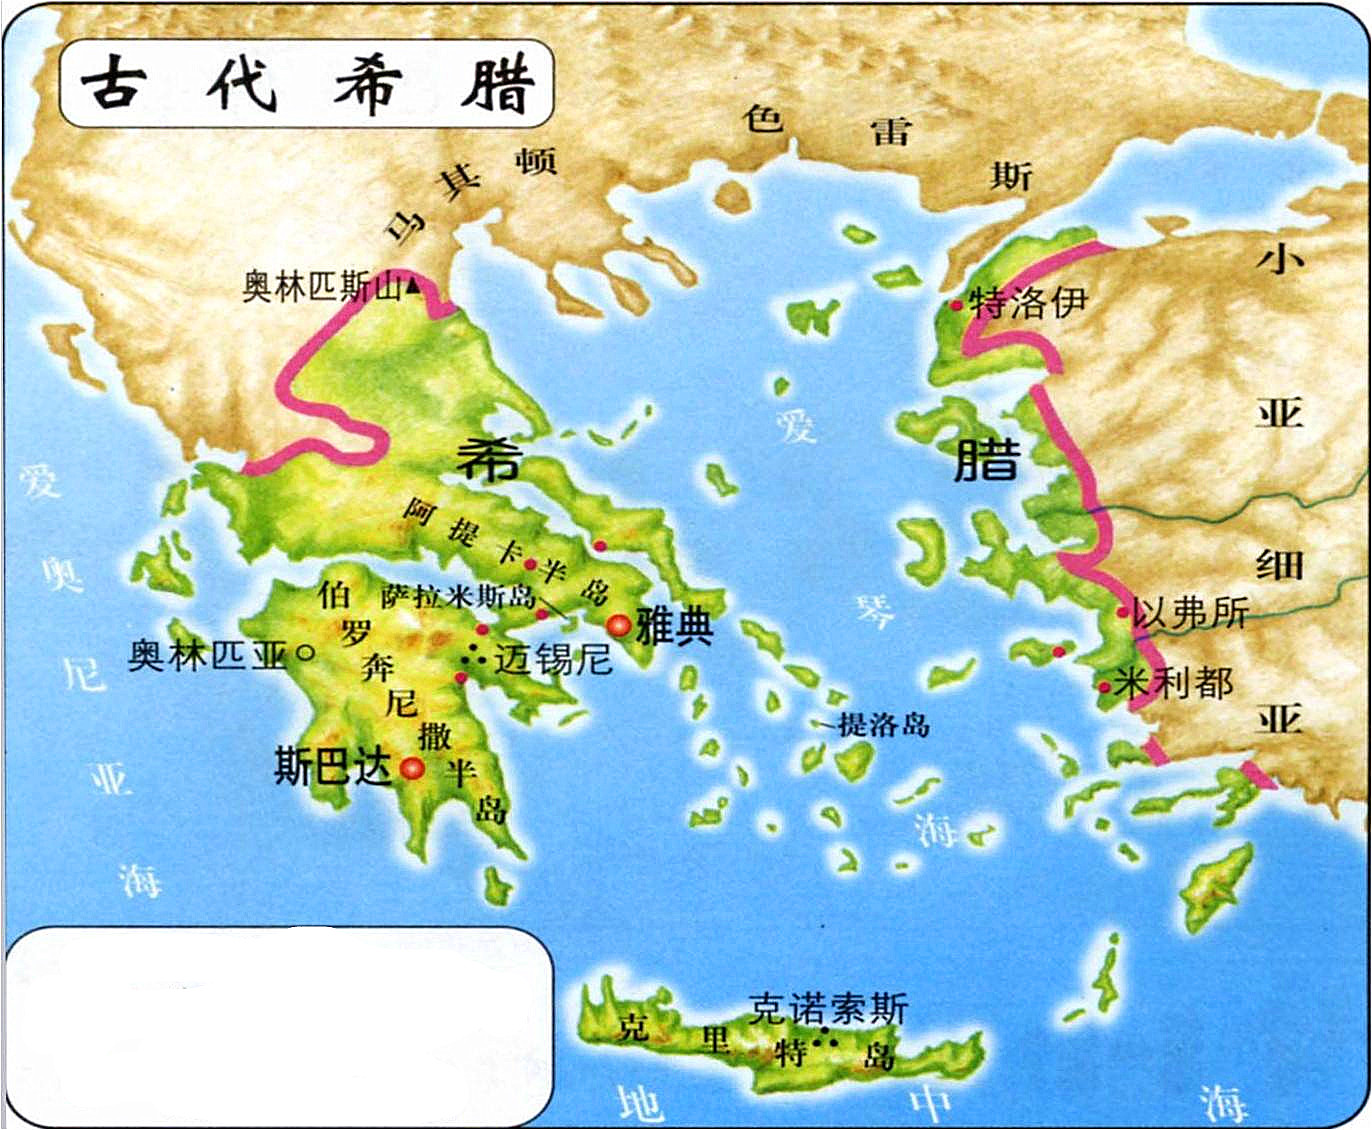 古代希腊
色雷斯
马其顿
奥林匹斯山
小亚细亚
特洛伊
爱琴海
希腊
爱奥尼亚海
阿提卡半岛
伯罗奔尼撒半岛
萨拉米斯岛
雅典
以弗所
奥林匹亚
迈锡尼
米利都
提洛岛
斯巴达
克诺索斯
克里特岛
地中海